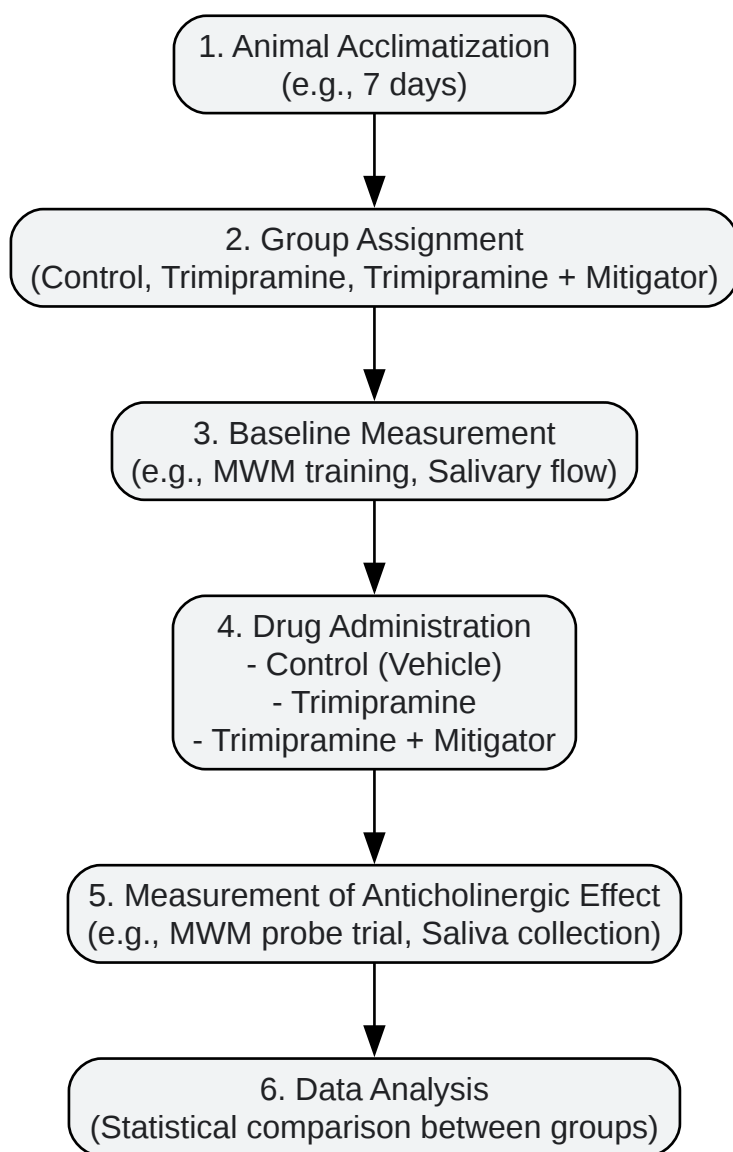 1. Animal Acclimatization
(e.g., 7 days)
2. Group Assignment
(Control, Trimipramine, Trimipramine + Mitigator)
3. Baseline Measurement
(e.g., MWM training, Salivary flow)
4. Drug Administration
- Control (Vehicle)
- Trimipramine
- Trimipramine + Mitigator
5. Measurement of Anticholinergic Effect
(e.g., MWM probe trial, Saliva collection)
6. Data Analysis
(Statistical comparison between groups)